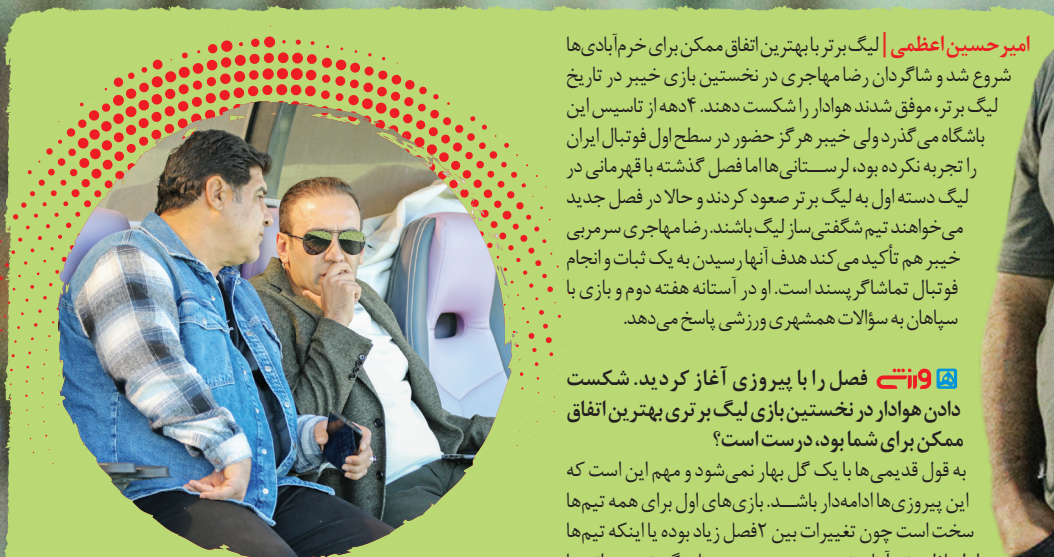 امیرحسین اعظمی | لیگ برتر با بهترین اتفاق ممکن برای خرم‌آبادی‌ها
شروع شد و شاگردان رضا مهاجری در نخستین بازی خیبر در تاریخ
لیگ برتر، موفق شدند هوادار را شکست دهند. ۴دهه از تاسیس این
باشگاه می‌گذرد ولی خیبر هرگز حضور در سطح اول فوتبال ایران
را تجربه نکرده بود، لرستانی‌ها اما فصل گذشته با قهرمانی در
لیگ دسته اول به لیگ برتر صعود کردند و حالا در فصل جدید
می‌خواهند تیم شگفتی‌ساز لیگ باشند. رضا مهاجری سرمربی
خیبر هم تأکید می‌کند هدف آنها رسیدن به یک ثبات و انجام
فوتبال تماشاگرپسند است. او در آستانه هفته دوم و بازی با
سپاهان به سؤالات همشهری ورزشی پاسخ می‌دهد.
ورزشی فصل را با پیروزی آغاز کردید. شکست
دادن هوادار در نخستین بازی لیگ برتری بهترین اتفاق
ممکن برای شما بود، درست است؟
به قول قدیمی‌ها با یک گل بهار نمی‌شود و مهم این است که
این پیروزی‌ها ادامه‌دار باشد. بازی‌های اول برای همه تیم‌ها
سخت است چون تغییرات بین ۲فصل زیاد بوده یا اینکه تیم‌ها